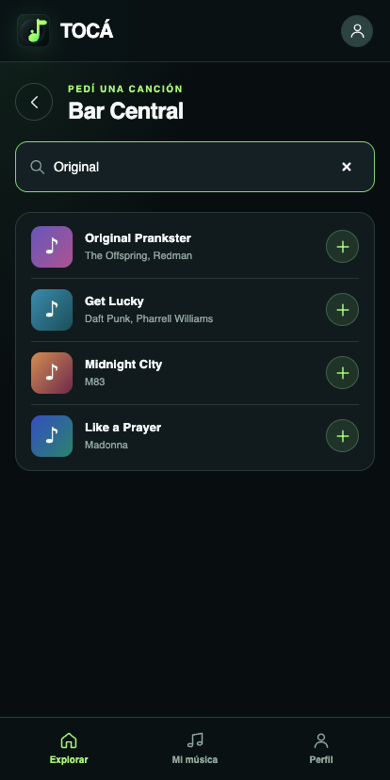 TOCÁ
PEDÍ UNA CANCIÓN
Bar Central
Original
Original Prankster
The Offspring, Redman
Get Lucky
Daft Punk, Pharrell Williams
Midnight City
M83
Like a Prayer
Madonna
Explorar
Mi música
Perfil